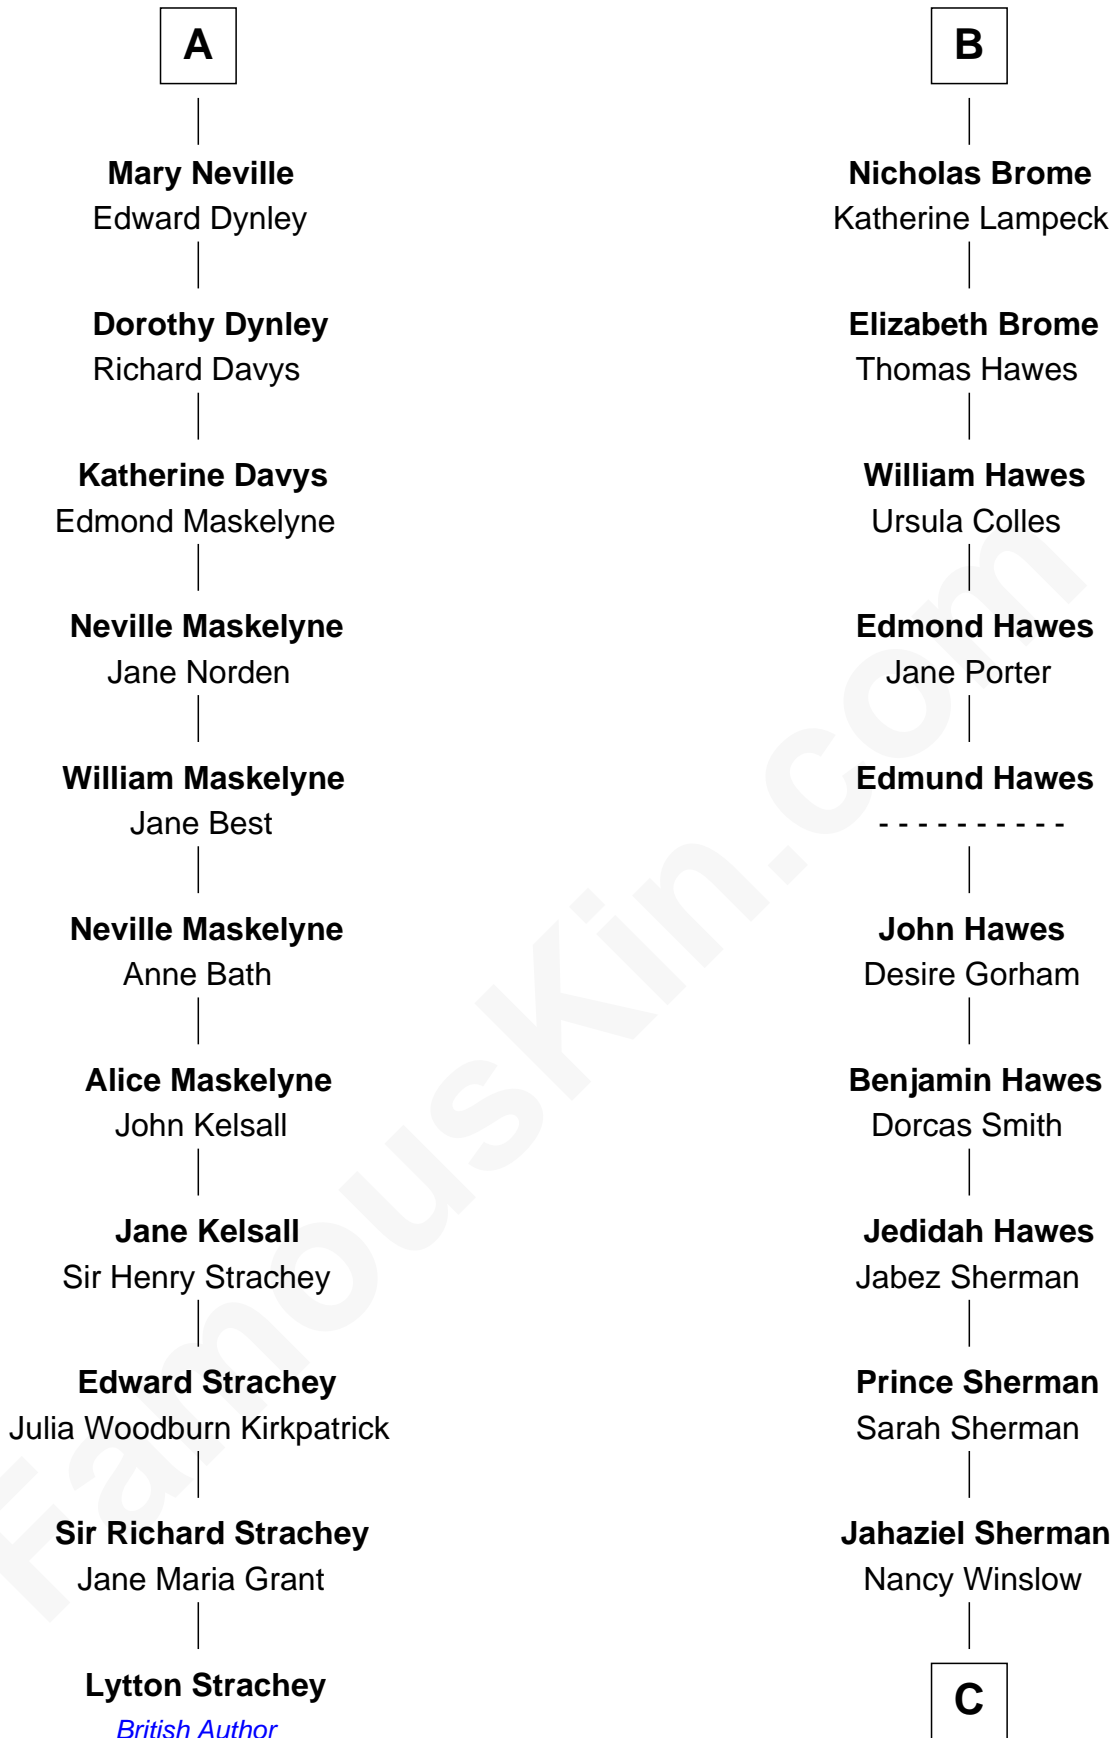 A
Mary Neville
Edward Dynley
Dorothy Dynley
Richard Davys
Katherine Davys
Edmond Maskelyne
Neville Maskelyne
Jane Norden
William Maskelyne
Jane Best
Neville Maskelyne
Anne Bath
Alice Maskelyne
John Kelsall
Jane Kelsall
Sir Henry Strachey
Edward Strachey
Julia Woodburn Kirkpatrick
Sir Richard Strachey
Jane Maria Grant
Lytton Strachey
British Author
B
Nicholas Brome
Katherine Lampeck
Elizabeth Brome
Thomas Hawes
William Hawes
Ursula Colles
Edmond Hawes
Jane Porter
Edmund Hawes
- - - - - - - - - -
John Hawes
Desire Gorham
Benjamin Hawes
Dorcas Smith
Jedidah Hawes
Jabez Sherman
Prince Sherman
Sarah Sherman
Jahaziel Sherman
Nancy Winslow
C
FamousKin.com